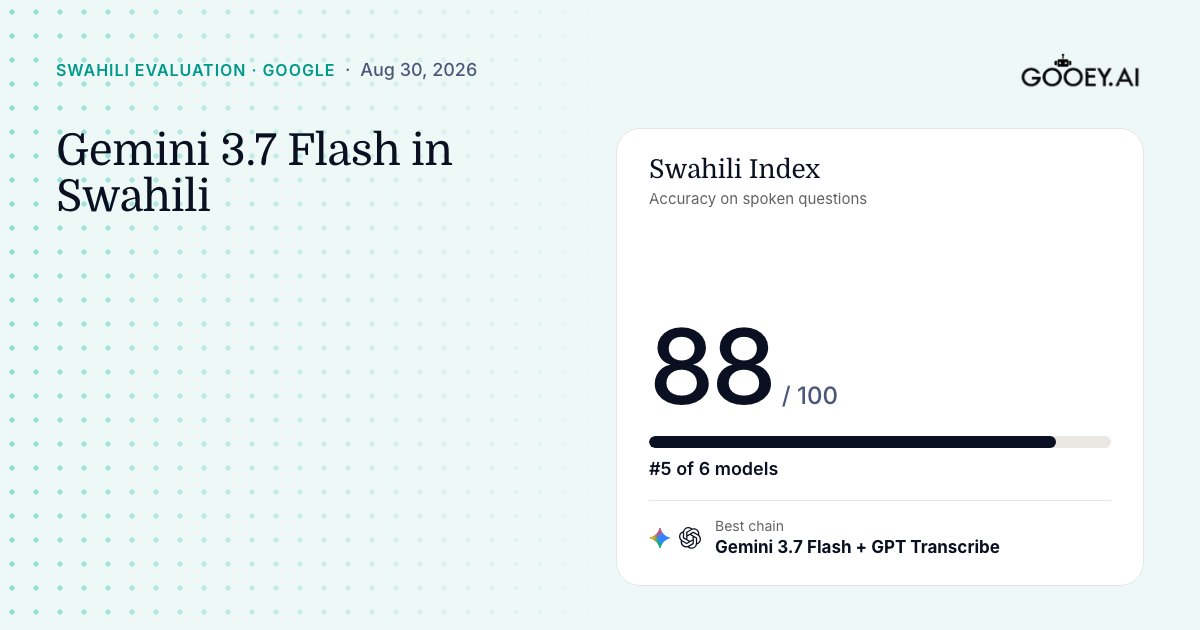 SWAHILI EVALUATION · GOOGLE · Aug 30, 2026
GOOEY.AI
Gemini 3.7 Flash in
Swahili
Swahili Index
Accuracy on spoken questions
88 / 100
#5 of 6 models
Best chain
Gemini 3.7 Flash + GPT Transcribe